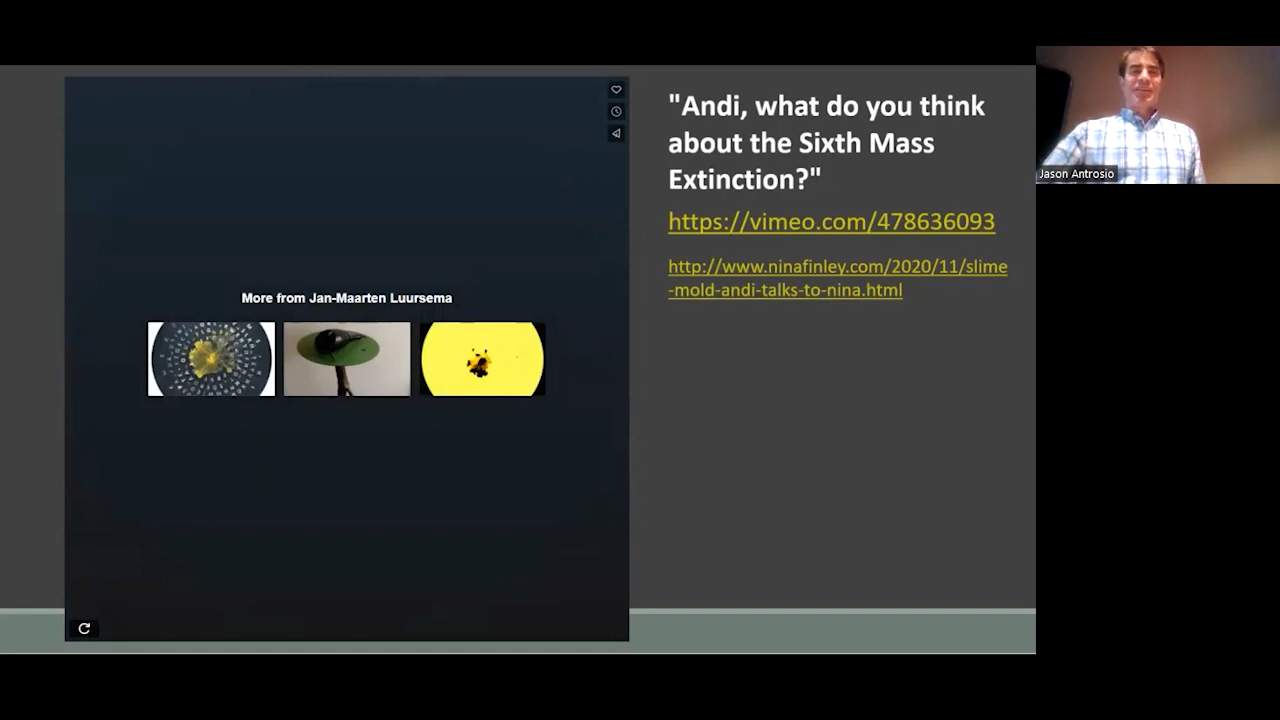 "Andi, what do you think
about the Sixth Mass
Extinction?"
https://vimeo.com/478636093
http://www.ninafinley.com/2020/11/slime
-mold-andi-talks-to-nina.html
More from Jan-Maarten Luursema
Jason Antrosio